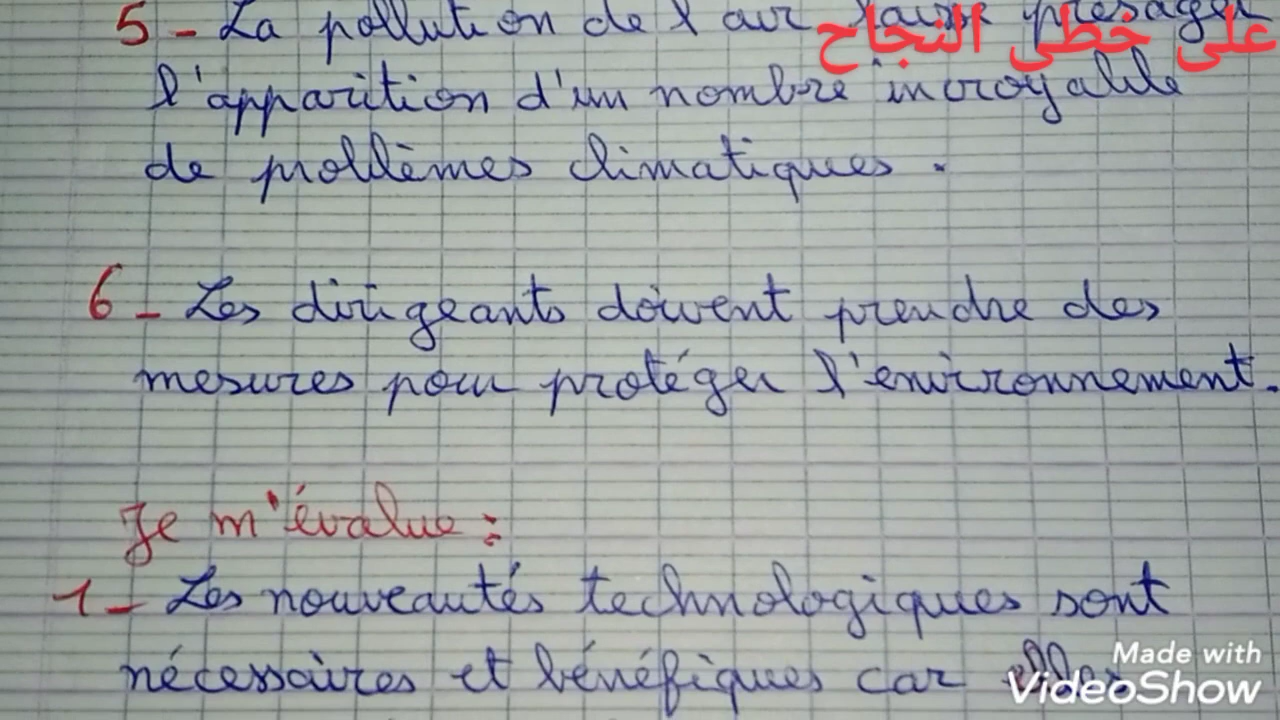 5 - La pollution de l'air laisse présager
على خطى النجاح
l'apparition d'un nombre incroyable
de problèmes climatiques.
6 - Les dirigeants doivent prendre des
mesures pour protéger l'environnement.
Je m'évalue :
1 - Les nouveautés technologiques sont
nécessaires et bénéfiques car elles
Made with
VideoShow